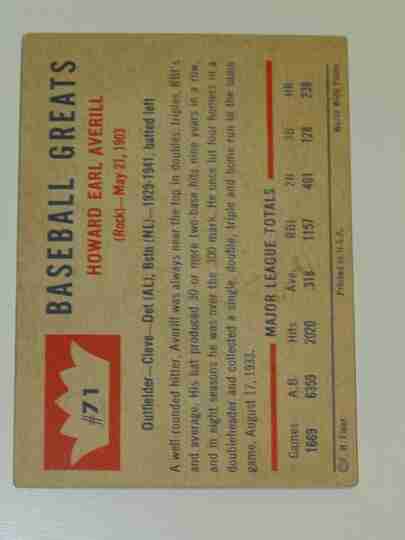 #71
BASEBALL GREATS
HOWARD EARL AVERILL
(Rock)—May 21, 1903
Outfielder—Cleve—Det (AL), Bstn (NL)—1929-1941, batted left
A well rounded hitter, Averill was always near the top in doubles, triples, RBI's
and average. His bat produced 30 or more two-base hits nine years in a row,
and in eight seasons he was over the .300 mark. He once hit four homers in a
doubleheader and collected a single, double, triple and home run in the same
game, August 17, 1933.
MAJOR LEAGUE TOTALS
Games A.B. Hits Ave. RBI 2B 3B HR
1669 6359 2020 .318 1157 401 128 238
© H. Fleer Printed in U.S.A. Major World Photos